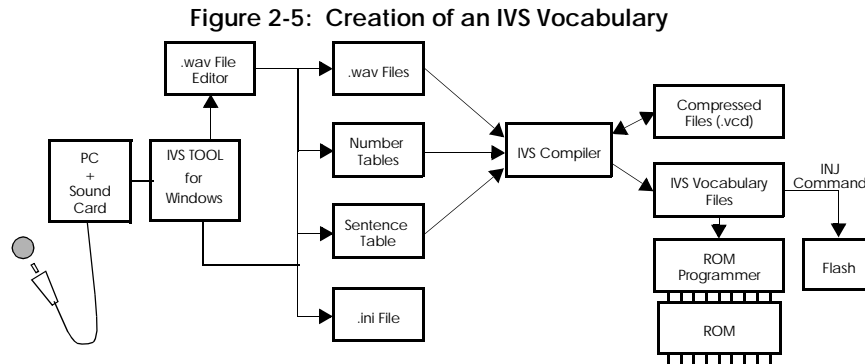 Figure 2-5: Creation of an IVS Vocabulary
.wav File
Editor
.wav Files
Compressed
Files (.vcd)
PC
+
Sound
Card
IVS TOOL
for
Windows
Number
Tables
IVS Compiler
INJ
Command
IVS Vocabulary
Files
Sentence
Table
ROM
Programmer
Flash
.ini File
ROM